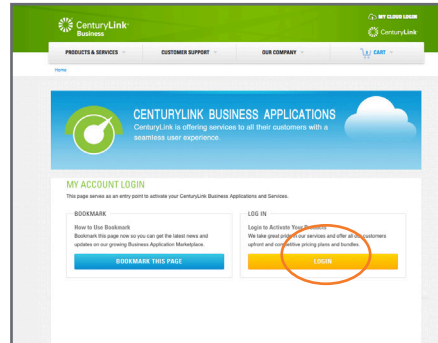 MY CLOUD LOGIN
CenturyLink
Business
CenturyLink
PRODUCTS & SERVICES
CUSTOMER SUPPORT
OUR COMPANY
CART
Home
CENTURYLINK BUSINESS APPLICATIONS
CenturyLink is offering services to all their customers with a
seamless user experience.
MY ACCOUNT LOGIN
This page serves as an entry point to activate your CenturyLink Business Applications and Services.
BOOKMARK
How to Use Bookmark
Bookmark this page now so you can get the latest news and
updates on our growing Business Application Marketplace.
BOOKMARK THIS PAGE
LOG IN
Login to Activate Your Products
We take great pride in our services and offer all our customers
upfront and competitive pricing plans and bundles.
LOGIN